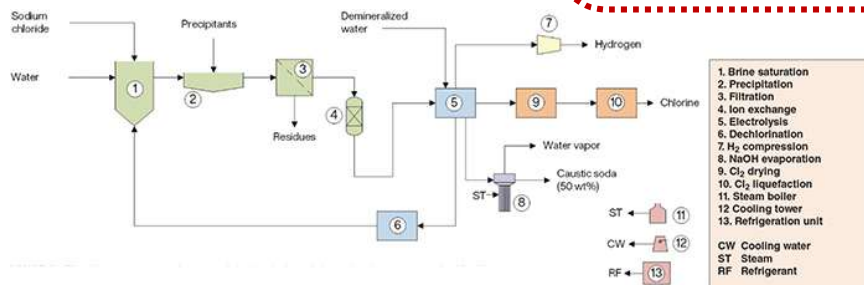 Sodium
chloride
Precipitants
Demineralized
water
7
Hydrogen
Water
1
2
3
4
5
9
10
Chlorine
Residues
Water vapor
Caustic soda
(50 wt%)
ST
8
6
ST
11
CW
12
RF
13
1. Brine saturation
2. Precipitation
3. Filtration
4. Ion exchange
5. Electrolysis
6. Dechlorination
7. H₂ compression
8. NaOH evaporation
9. Cl₂ drying
10. Cl₂ liquefaction
11. Steam boiler
12 Cooling tower
13. Refrigeration unit
CW Cooling water
ST Steam
RF Refrigerant